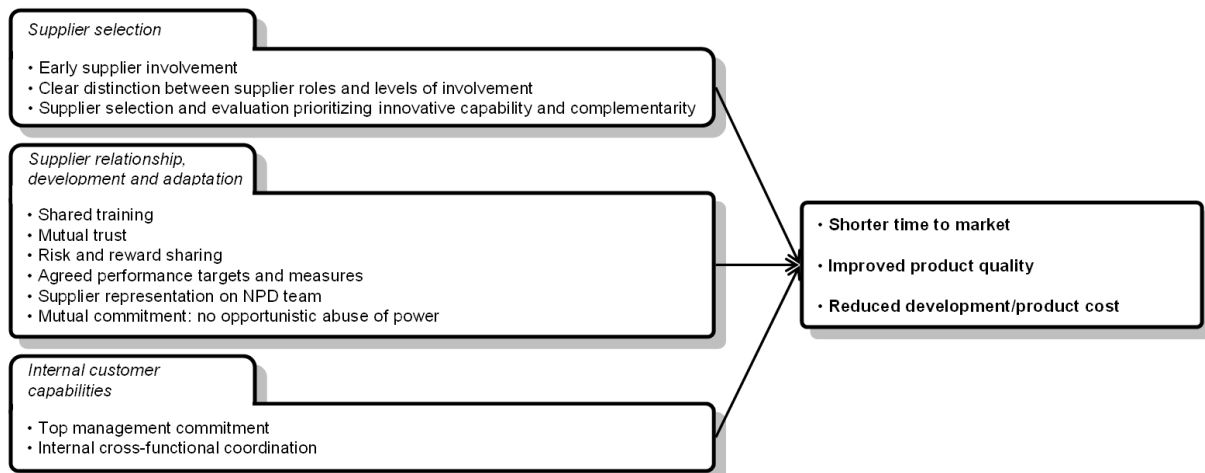 Supplier selection
• Early supplier involvement
• Clear distinction between supplier roles and levels of involvement
• Supplier selection and evaluation prioritizing innovative capability and complementarity
Supplier relationship,
development and adaptation
• Shared training
• Mutual trust
• Risk and reward sharing
• Agreed performance targets and measures
• Supplier representation on NPD team
• Mutual commitment: no opportunistic abuse of power
Internal customer
capabilities
• Top management commitment
• Internal cross-functional coordination
• Shorter time to market
• Improved product quality
• Reduced development/product cost